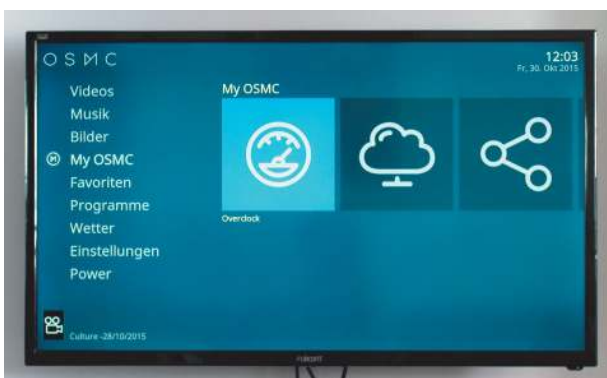 OSMC
12:03
Fr, 30. Okt 2015
Videos
Musik
Bilder
My OSMC
Favoriten
Programme
Wetter
Einstellungen
Power
My OSMC
Overclock
Culture -28/10/2015